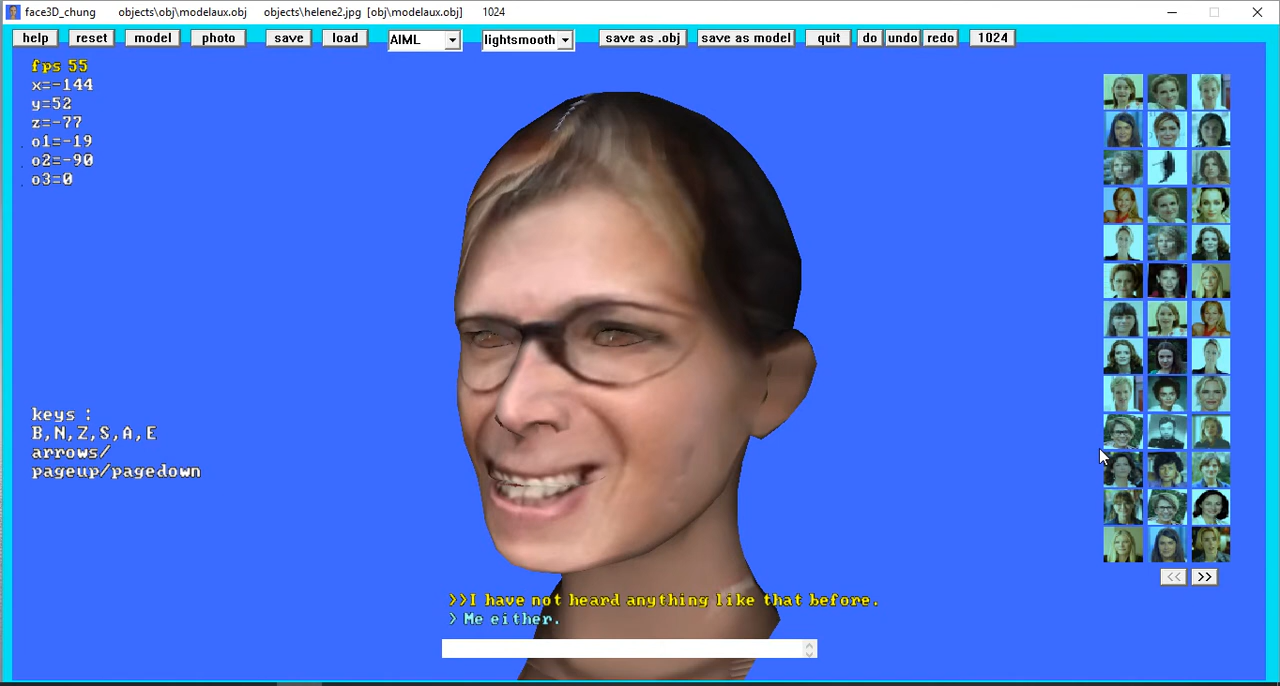 face3D_chung objects\obj\modelaux.obj objects\helene2.jpg [obj\modelaux.obj] 1024
help reset model photo save load AIML lightsmooth save as .obj save as model quit do undo redo 1024
fps 55
x=-144
y=52
z=-77
o1=-19
o2=-90
o3=0
keys :
B,N,Z,S,A,E
arrows/
pageup/pagedown
<< >>
>>I have not heard anything like that before.
> Me either.